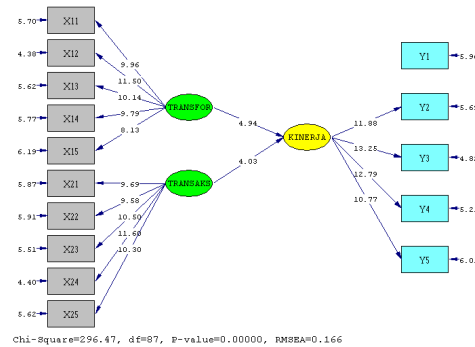 5.70 X11
4.38 X12
5.62 X13
5.77 X14
6.19 X15
5.87 X21
5.91 X22
5.51 X23
4.40 X24
5.62 X25
9.96
11.50
10.14
9.79
8.13
9.69
9.58
10.50
11.60
10.30
TRANSFOR
TRANSAKS
4.94
4.03
KINERJA
11.88
13.25
12.79
10.77
Y1
Y2
Y3
Y4
Y5
Chi-Square=296.47, df=87, P-value=0.00000, RMSEA=0.166